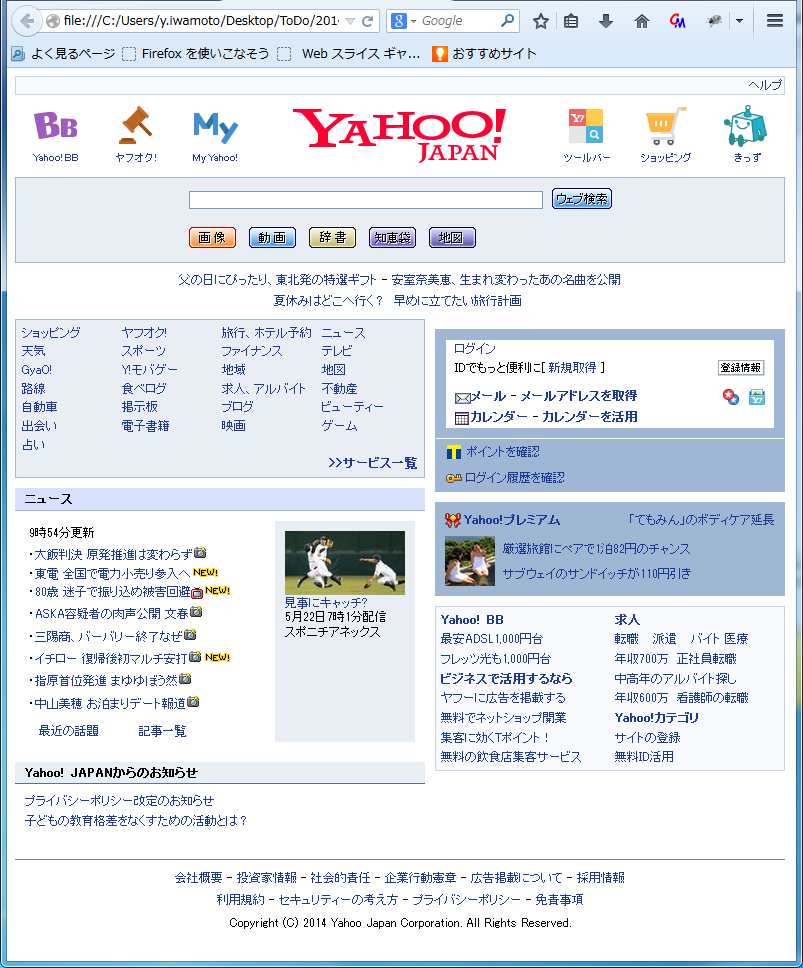 file:///C:/Users/y.iwamoto/Desktop/ToDo/201
Google
よく見るページ Firefox を使いこなそう Web スライス ギャ... おすすめサイト
ヘルプ
BB My YAHOO! JAPAN
Yahoo! BB ヤフオク! My Yahoo! ツールバー ショッピング きっず
ウェブ検索
画像 動画 辞書 知恵袋 地図
父の日にぴったり、東北発の特選ギフト - 安室奈美恵、生まれ変わったあの名曲を公開
夏休みはどこへ行く? 早めに立てたい旅行計画
ショッピング ヤフオク! 旅行、ホテル予約 ニュース
天気 スポーツ ファイナンス テレビ
GyaO! Y!モバゲー 地域 地図
路線 食べログ 求人、アルバイト 不動産
自動車 掲示板 ブログ ビューティー
出会い 電子書籍 映画 ゲーム
占い
>>サービス一覧
ログイン
IDでもっと便利に[ 新規取得 ] 登録情報
メール - メールアドレスを取得
カレンダー - カレンダーを活用
ポイントを確認
ログイン履歴を確認
ニュース
9時54分更新
・大飯判決 原発推進は変わらず
・東電 全国で電力小売り参入へ NEW!
・80歳 迷子で振り込め被害回避 NEW!
・ASKA容疑者の肉声公開 文春
・三陽商、バーバリー終了なぜ
・イチロー 復帰後初マルチ安打 NEW!
・指原首位発進 まゆゆぼう然
・中山美穂 お泊まりデート報道
最近の話題 記事一覧
見事にキャッチ?
5月22日7時1分配信
スポニチアネックス
Yahoo!プレミアム 「てもみん」のボディケア延長
厳選旅館にペアで1泊82円のチャンス
サブウェイのサンドイッチが110円引き
Yahoo! BB 求人
最安ADSL1,000円台 転職 派遣 バイト 医療
フレッツ光も1,000円台 年収700万 正社員転職
ビジネスで活用するなら 中高年のアルバイト探し
ヤフーに広告を掲載する 年収600万 看護師の転職
無料でネットショップ開業 Yahoo!カテゴリ
集客に効くTポイント! サイトの登録
無料の飲食店集客サービス 無料ID活用
Yahoo! JAPANからのお知らせ
プライバシーポリシー改定のお知らせ
子どもの教育格差をなくすための活動とは?
会社概要 - 投資家情報 - 社会的責任 - 企業行動憲章 - 広告掲載について - 採用情報
利用規約 - セキュリティーの考え方 - プライバシーポリシー - 免責事項
Copyright (C) 2014 Yahoo Japan Corporation. All Rights Reserved.